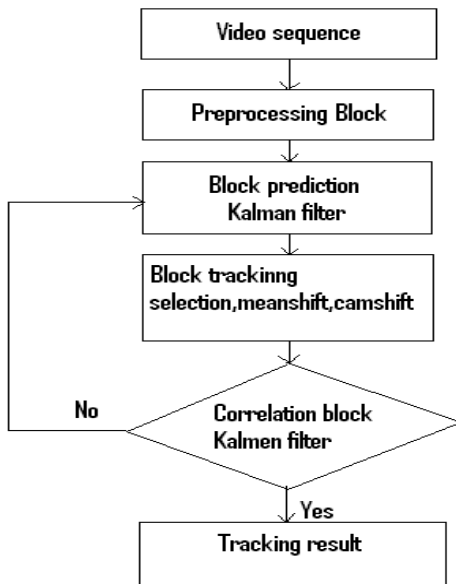 Video sequence
Preprocessing Block
Block prediction
Kalman filter
Block trackinng
selection,meanshift,camshift
No
Correlation block
Kalmen filter
Yes
Tracking result